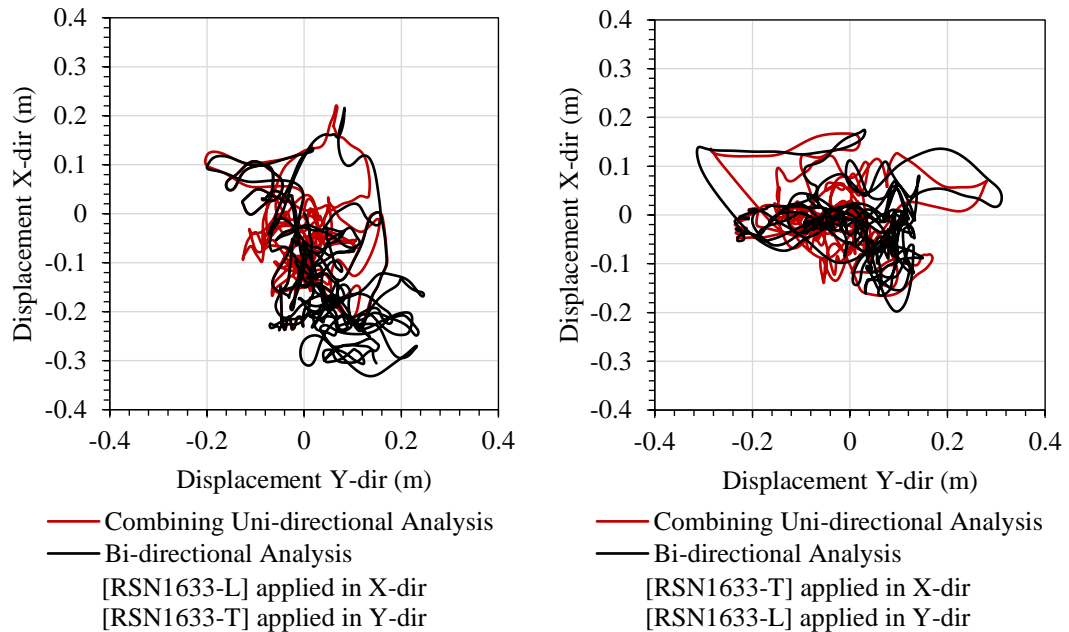 0.4
0.3
0.2
0.1
0
-0.1
-0.2
-0.3
-0.4
Displacement X-dir (m)
-0.4 -0.2 0 0.2 0.4
Displacement Y-dir (m)
Combining Uni-directional Analysis
Bi-directional Analysis
[RSN1633-L] applied in X-dir
[RSN1633-T] applied in Y-dir
0.4
0.3
0.2
0.1
0
-0.1
-0.2
-0.3
-0.4
Displacement X-dir (m)
-0.4 -0.2 0 0.2 0.4
Displacement Y-dir (m)
Combining Uni-directional Analysis
Bi-directional Analysis
[RSN1633-T] applied in X-dir
[RSN1633-L] applied in Y-dir